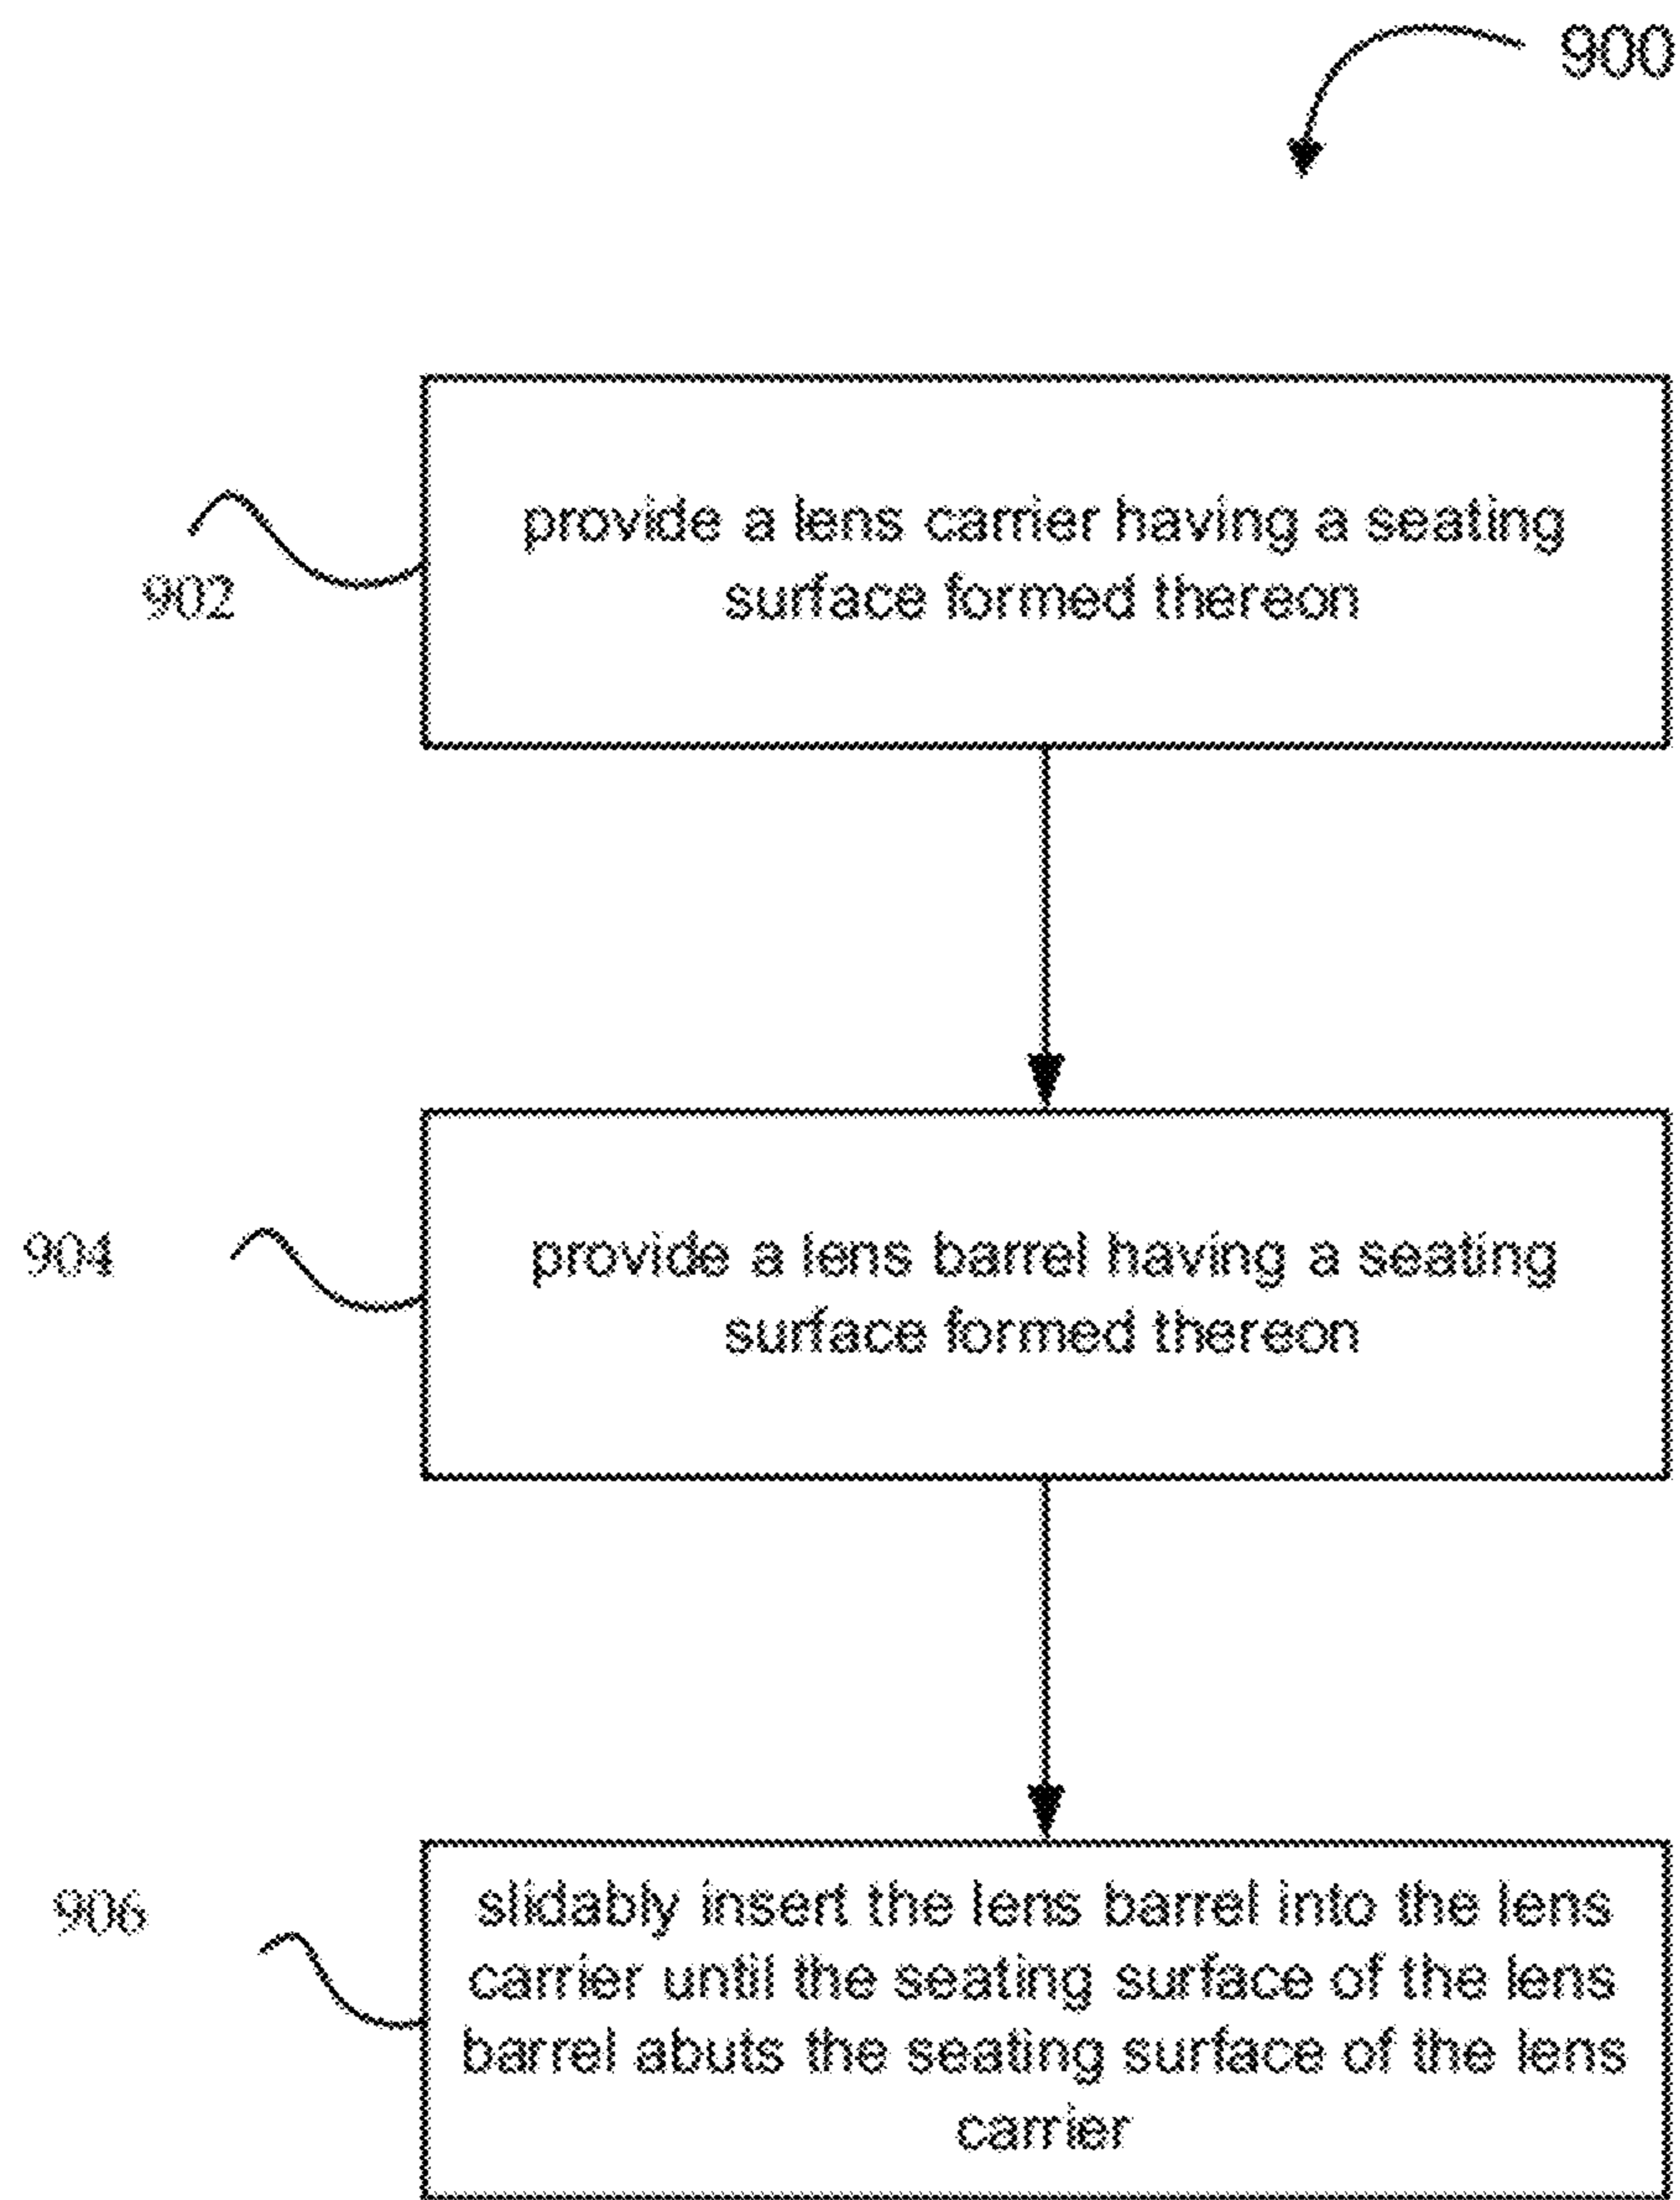 900
902
provide a lens carrier having a seating
surface formed thereon
904
provide a lens barrel having a seating
surface formed thereon
906
slidably insert the lens barrel into the lens
carrier until the seating surface of the lens
barrel abuts the seating surface of the lens
carrier